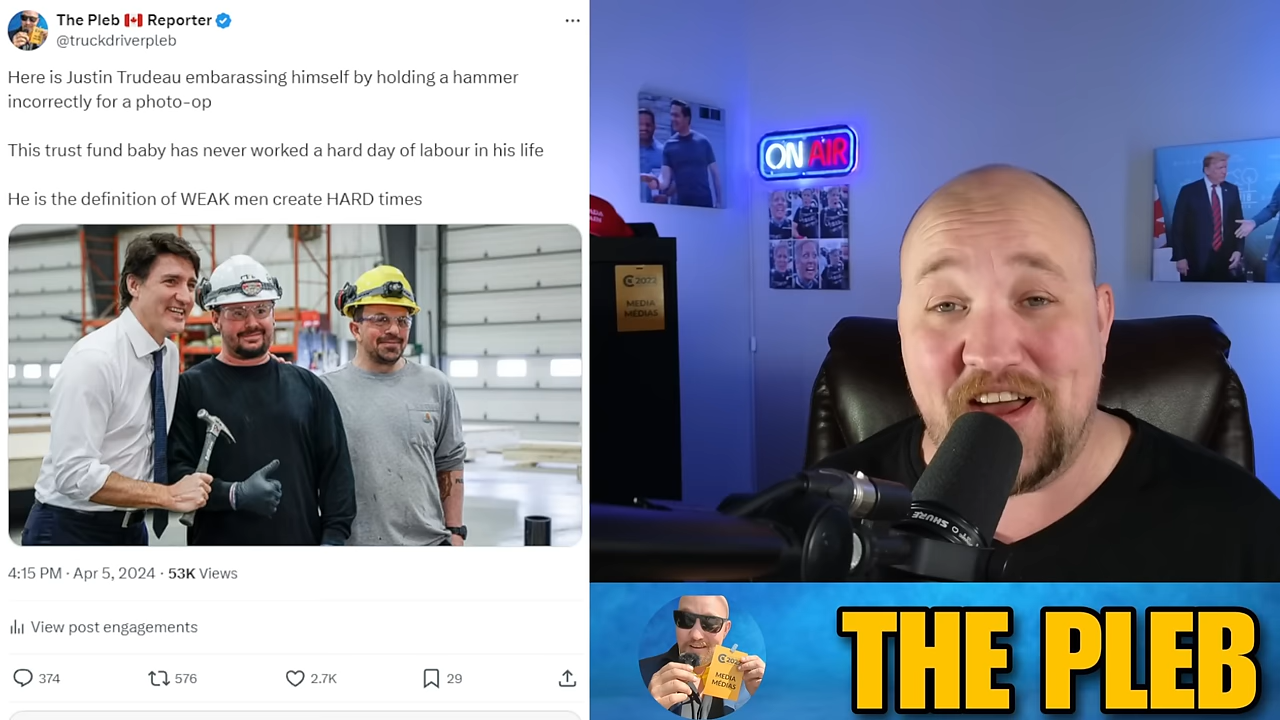 The Pleb 🇨🇦 Reporter
@truckdriverpleb
Here is Justin Trudeau embarassing himself by holding a hammer
incorrectly for a photo-op
This trust fund baby has never worked a hard day of labour in his life
He is the definition of WEAK men create HARD times
4:15 PM · Apr 5, 2024 · 53K Views
View post engagements
374
576
2.7K
29
ON AIR
C2022
MEDIA
MÉDIAS
SHURE
MEDIA
MÉDIAS
THE PLEB